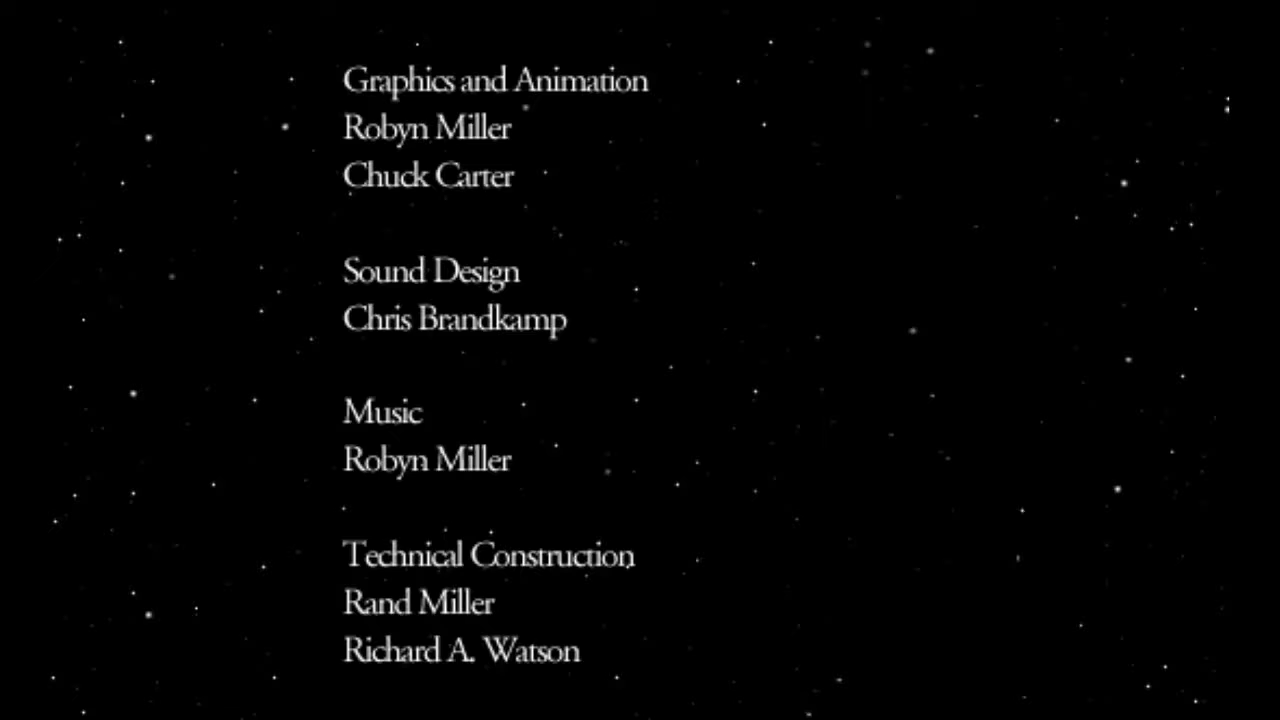 Graphics and Animation
Robyn Miller
Chuck Carter
Sound Design
Chris Brandkamp
Music
Robyn Miller
Technical Construction
Rand Miller
Richard A. Watson